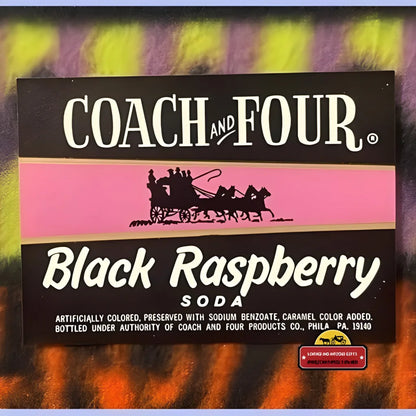 COACH AND FOUR®
Black Raspberry
SODA
ARTIFICIALLY COLORED, PRESERVED WITH SODIUM BENZOATE, CARAMEL COLOR ADDED.
BOTTLED UNDER AUTHORITY OF COACH AND FOUR PRODUCTS CO., PHILA PA. 19140